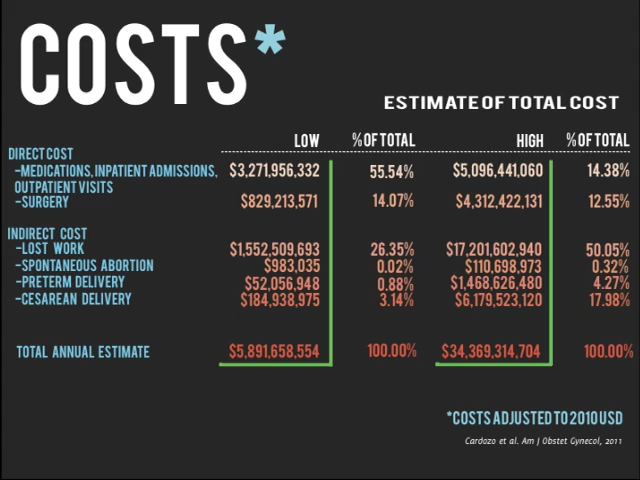 COSTS*
ESTIMATE OF TOTAL COST
LOW % OF TOTAL HIGH % OF TOTAL
DIRECT COST
-MEDICATIONS, INPATIENT ADMISSIONS, $3,271,956,332 55.54% $5,096,441,060 14.38%
OUTPATIENT VISITS
-SURGERY $829,213,571 14.07% $4,312,422,131 12.55%
INDIRECT COST
-LOST WORK $1,552,509,693 26.35% $17,201,602,940 50.05%
-SPONTANEOUS ABORTION $983,035 0.02% $110,698,973 0.32%
-PRETERM DELIVERY $52,056,948 0.88% $1,468,626,480 4.27%
-CESAREAN DELIVERY $184,938,975 3.14% $6,179,523,120 17.98%
TOTAL ANNUAL ESTIMATE $5,891,658,554 100.00% $34,369,314,704 100.00%
*COSTS ADJUSTED TO 2010 USD
Cardozo et al. Am J Obstet Gynecol, 2011